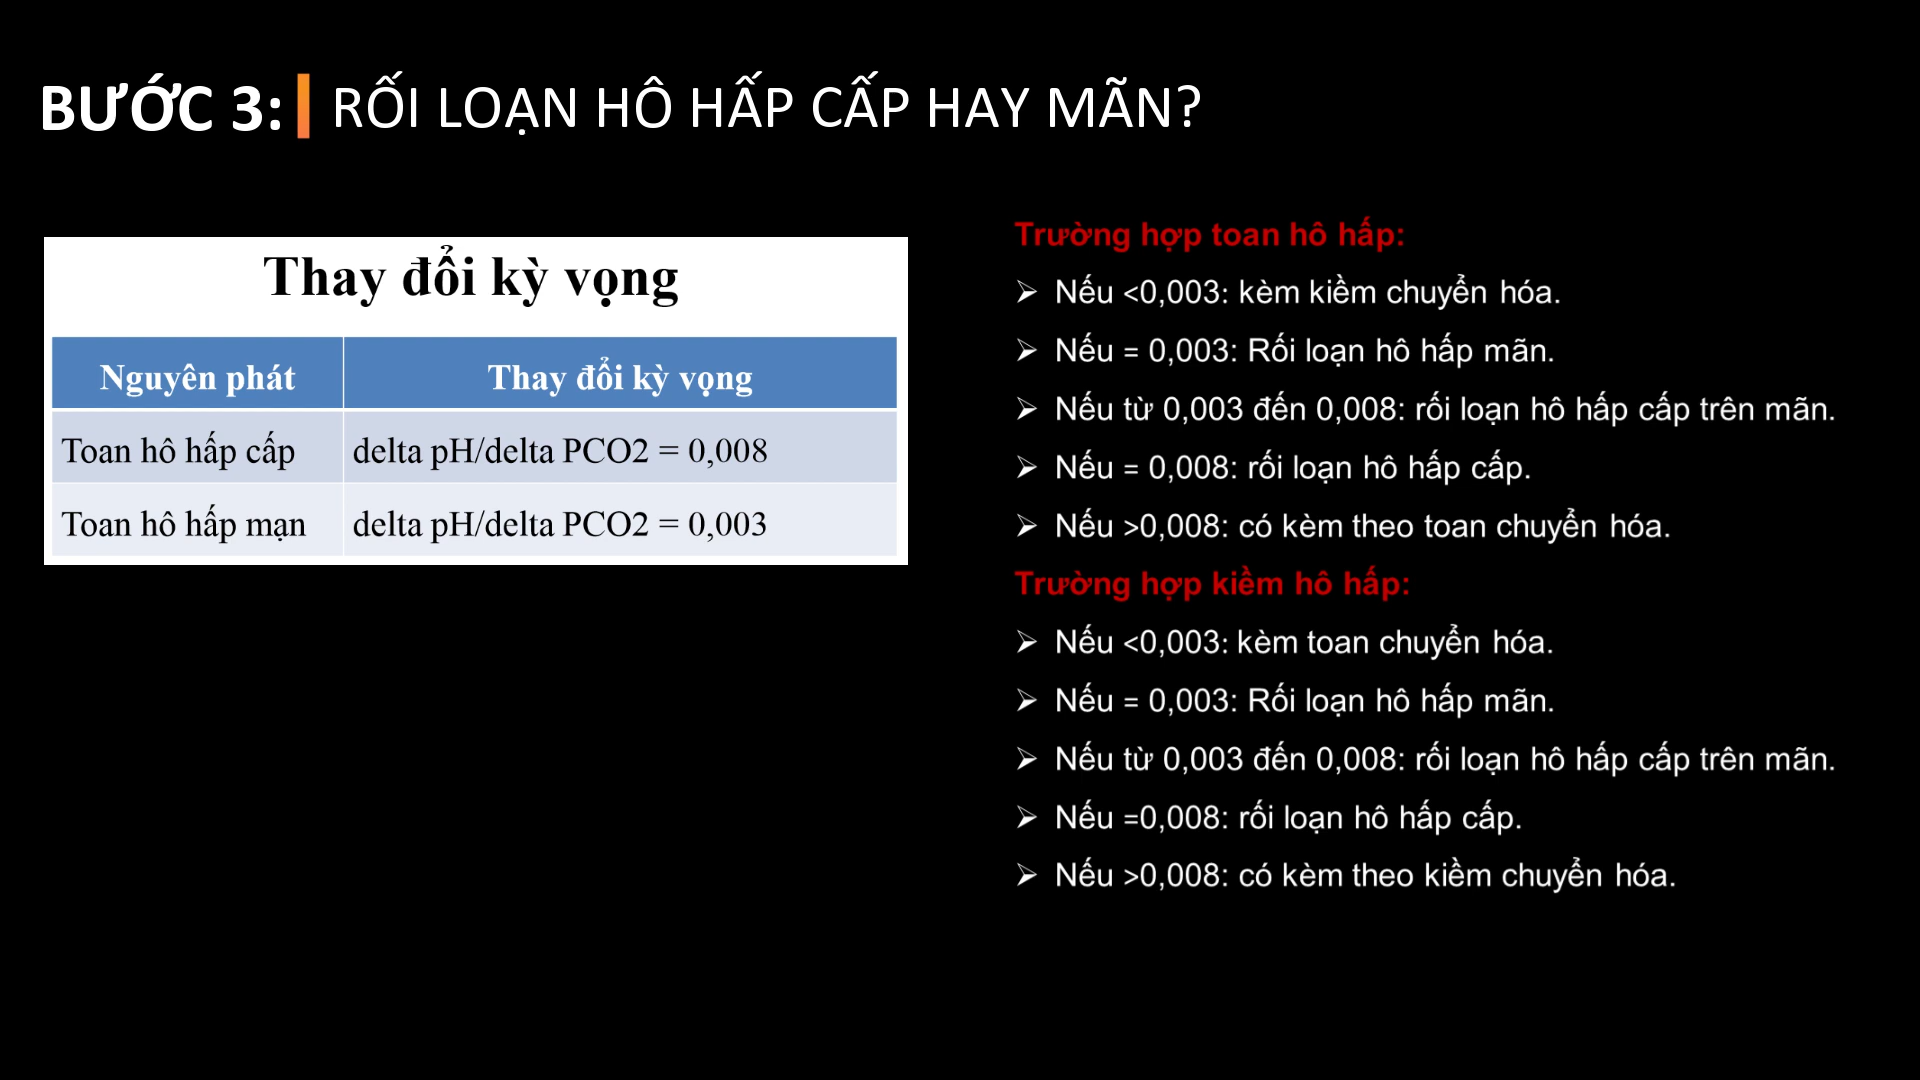 BƯỚC 3: RỐI LOẠN HÔ HẤP CẤP HAY MÃN?
Thay đổi kỳ vọng
Nguyên phát Thay đổi kỳ vọng
Toan hô hấp cấp delta pH/delta PCO2 = 0,008
Toan hô hấp mạn delta pH/delta PCO2 = 0,003
Trường hợp toan hô hấp:
➢ Nếu <0,003: kèm kiềm chuyển hóa.
➢ Nếu = 0,003: Rối loạn hô hấp mãn.
➢ Nếu từ 0,003 đến 0,008: rối loạn hô hấp cấp trên mãn.
➢ Nếu = 0,008: rối loạn hô hấp cấp.
➢ Nếu >0,008: có kèm theo toan chuyển hóa.
Trường hợp kiềm hô hấp:
➢ Nếu <0,003: kèm toan chuyển hóa.
➢ Nếu = 0,003: Rối loạn hô hấp mãn.
➢ Nếu từ 0,003 đến 0,008: rối loạn hô hấp cấp trên mãn.
➢ Nếu =0,008: rối loạn hô hấp cấp.
➢ Nếu >0,008: có kèm theo kiềm chuyển hóa.